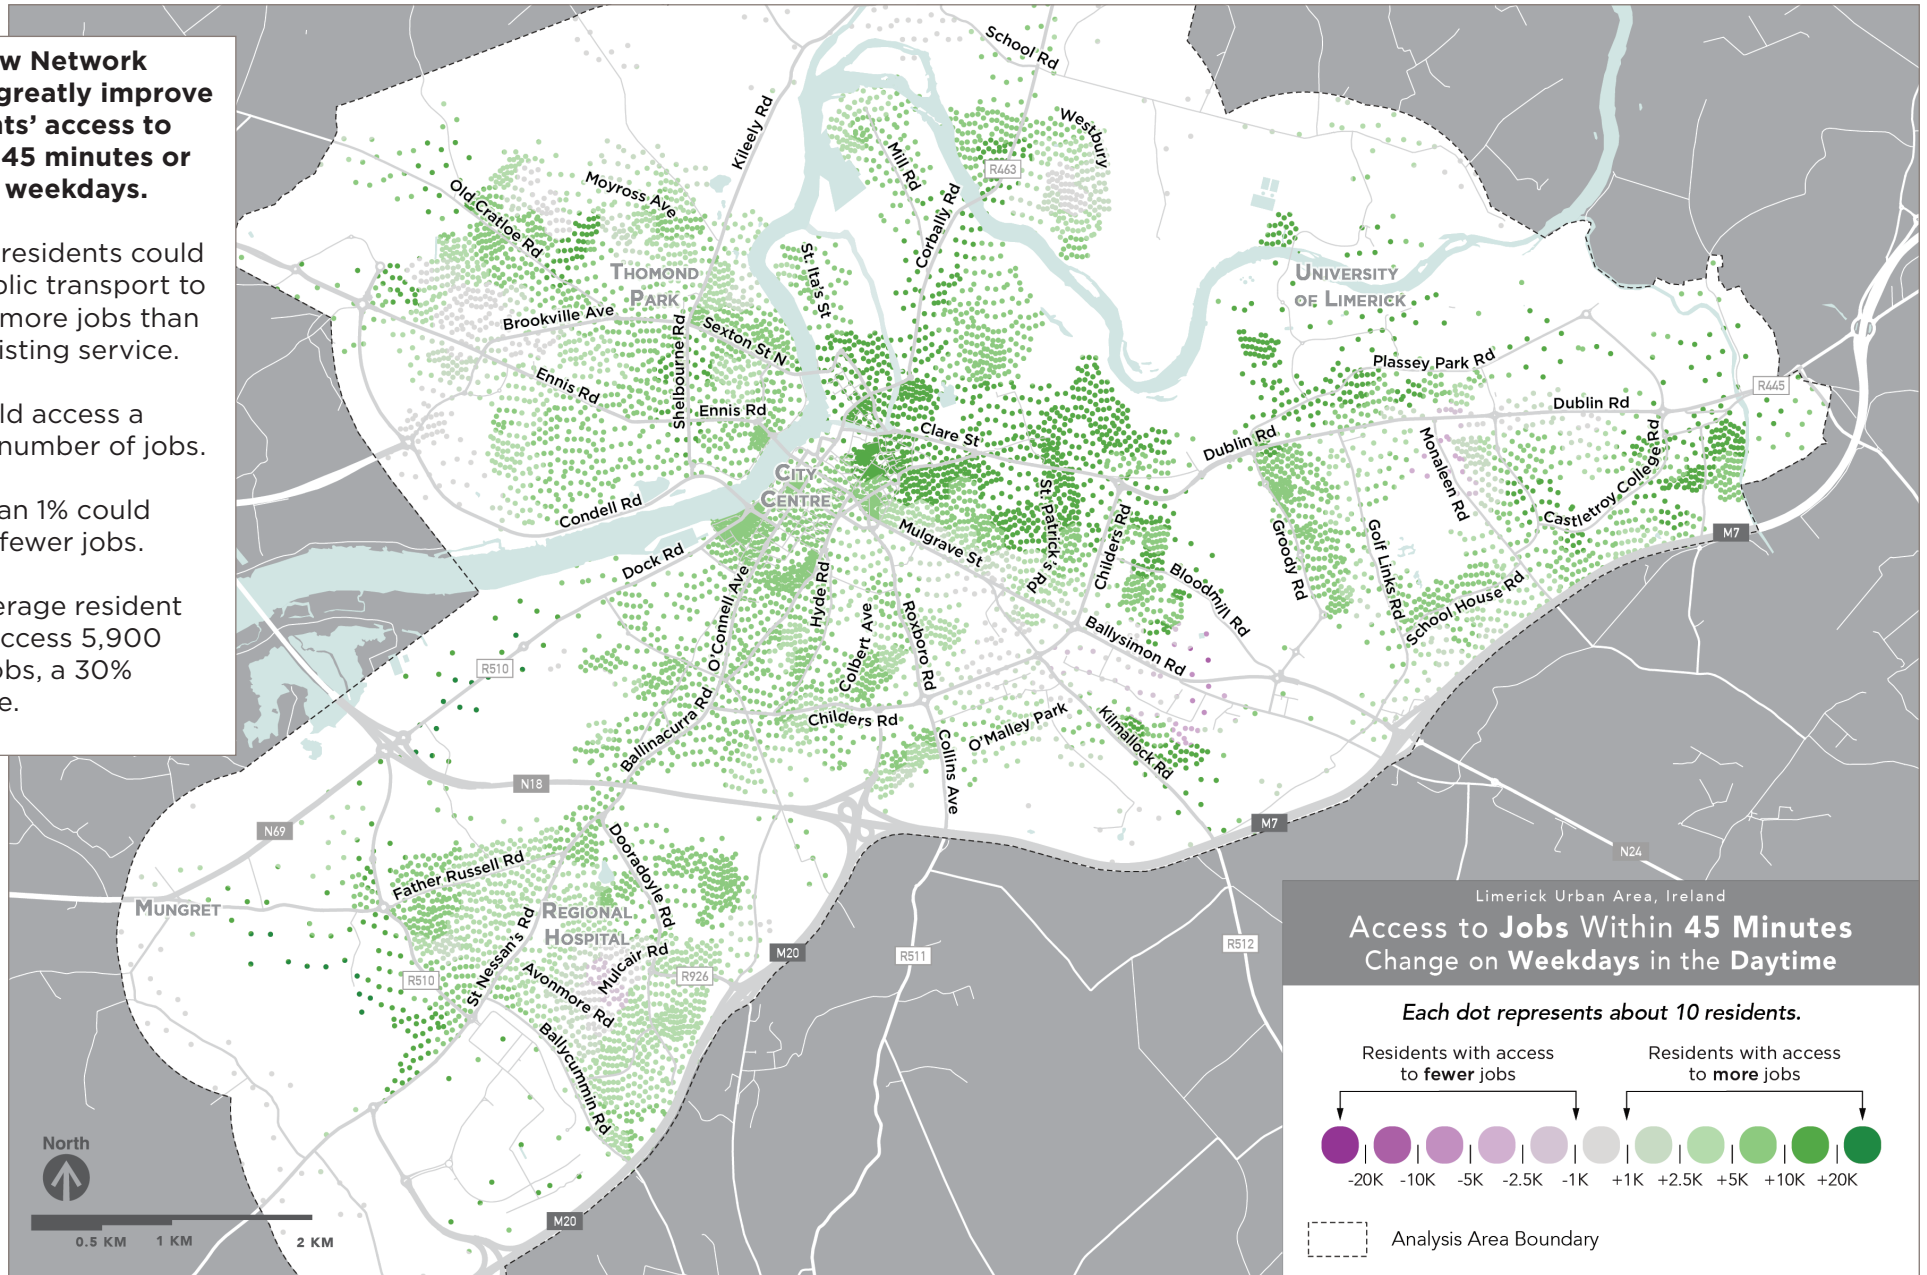 w Network
greatly improve
ts' access to
45 minutes or
weekdays.
residents could
blic transport to
more jobs than
isting service.
ld access a
number of jobs.
an 1% could
fewer jobs.
erage resident
ccess 5,900
obs, a 30%
e.
School Rd
Kileely Rd
Westbury
Mill Rd
R463
Moyross Ave
Old Cratloe Rd
Corbally Rd
St. Ita's St
THOMOND
PARK
UNIVERSITY
OF LIMERICK
Brookville Ave
Sexton St N
Shelbourne Rd
Plassey Park Rd
Ennis Rd
Ennis Rd
R445
Dublin Rd
Clare St
Dublin Rd
Monaleen Rd
Castletroy College Rd
CITY
CENTRE
St Patrick's Rd
Condell Rd
Mulgrave St
Childers Rd
Groody Rd
Golf Links Rd
M7
Dock Rd
O'Connell Ave
Hyde Rd
Colbert Ave
Roxboro Rd
Bloodmill Rd
School House Rd
Ballysimon Rd
R510
Ballinacurra Rd
Childers Rd
O'Malley Park
Kilmallock Rd
Collins Ave
N18
N69
M7
N24
Father Russell Rd
Dooradoyle Rd
MUNGRET
REGIONAL
HOSPITAL
St Nessan's Rd
Mulcair Rd
Avonmore Rd
R510
R926
M20
R511
R512
Ballycummin Rd
M20
North
0.5 KM
1 KM
2 KM
Limerick Urban Area, Ireland
Access to Jobs Within 45 Minutes
Change on Weekdays in the Daytime
Each dot represents about 10 residents.
Residents with access
to fewer jobs
Residents with access
to more jobs
-20K
-10K
-5K
-2.5K
-1K
+1K
+2.5K
+5K
+10K
+20K
Analysis Area Boundary